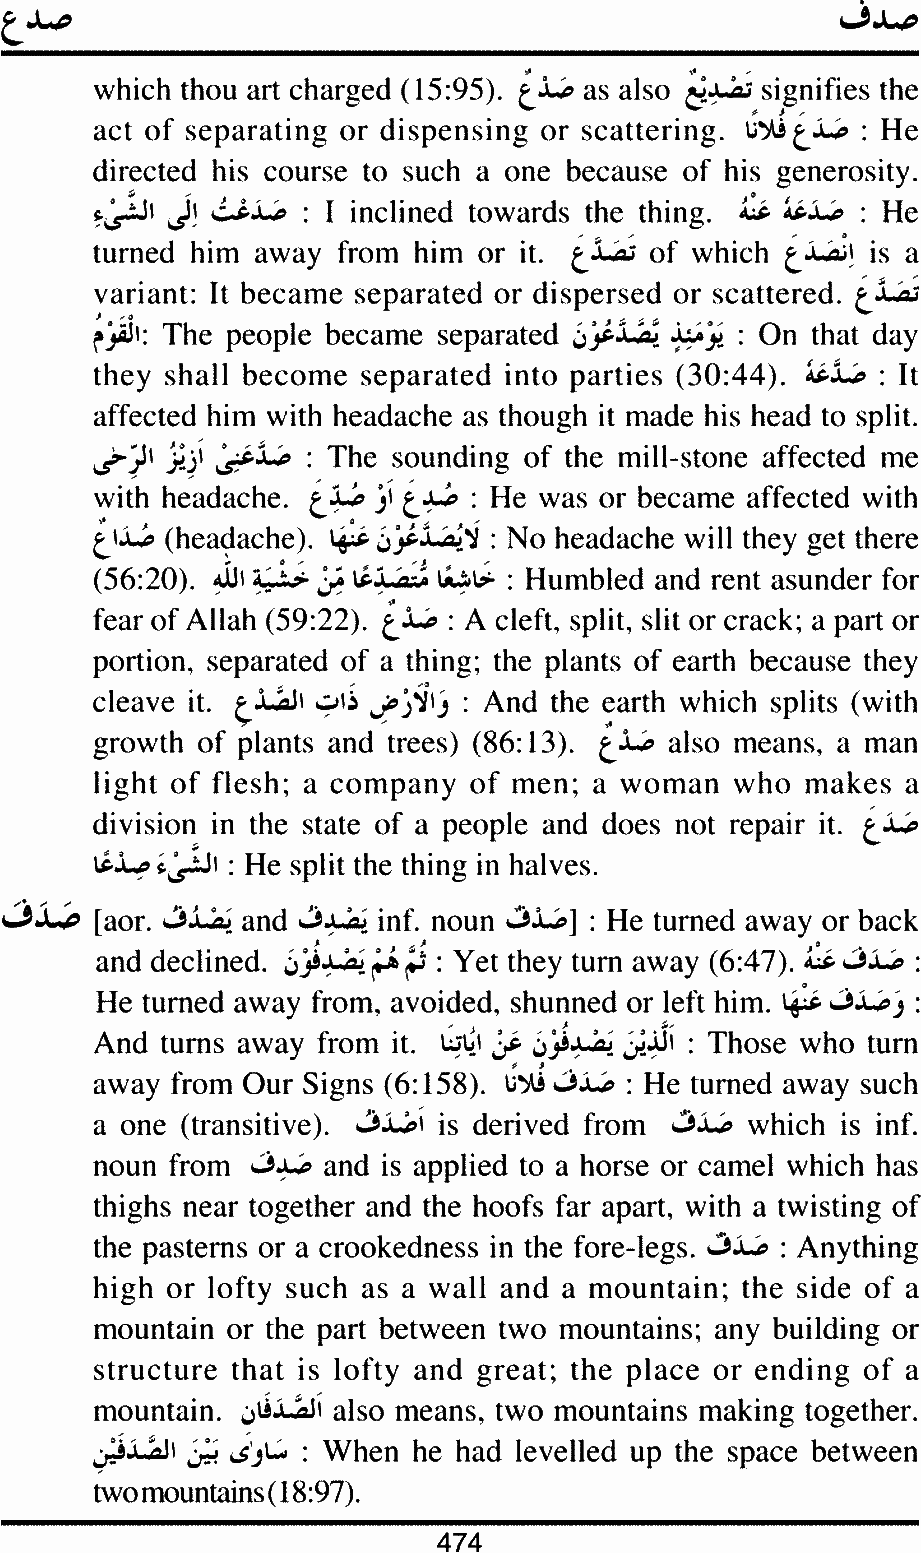 صدع صدف
which thou art charged (15:95). صَدْعٌ as also تَصْدِيْعٌ signifies the
act of separating or dispensing or scattering. صَدَعَ فُلَانًا : He
directed his course to such a one because of his generosity.
صَدَعْتُ اِلَى الشَّيْءِ : I inclined towards the thing. صَدَعَهُ عَنْهُ : He
turned him away from him or it. تَصَدَّعَ of which اِنْصَدَعَ is a
variant: It became separated or dispersed or scattered. تَصَدَّعَ
الْقَوْمُ: The people became separated يَوْمَئِذٍ يَّصَّدَّعُوْنَ : On that day
they shall become separated into parties (30:44). صَدَّعَهُ : It
affected him with headache as though it made his head to split.
صَدَّعَنِىْ اَزِيْزُ الرَّحٰى : The sounding of the mill-stone affected me
with headache. صُدِعَ اَوْ صُدِّعَ : He was or became affected with
صُدَاعٌ (headache). لَايُصَدَّعُوْنَ عَنْهَا : No headache will they get there
(56:20). خَاشِعًا مُّتَصَدِّعًا مِّنْ خَشْيَةِ اللّٰهِ : Humbled and rent asunder for
fear of Allah (59:22). صَدْعٌ : A cleft, split, slit or crack; a part or
portion, separated of a thing; the plants of earth because they
cleave it. وَالْاَرْضِ ذَاتِ الصَّدْعِ : And the earth which splits (with
growth of plants and trees) (86:13). صَدْعٌ also means, a man
light of flesh; a company of men; a woman who makes a
division in the state of a people and does not repair it. صَدَعَ
الشَّيْءَ صِدْعًا : He split the thing in halves.
صَدَفَ [aor. يَصْدُفُ and يَصْدِفُ inf. noun صَدْفٌ] : He turned away or back
and declined. ثُمَّ هُمْ يَصْدِفُوْنَ : Yet they turn away (6:47). صَدَفَ عَنْهُ :
He turned away from, avoided, shunned or left him. وَصَدَفَ عَنْهَا :
And turns away from it. اَلَّذِيْنَ يَصْدِفُوْنَ عَنْ اٰيَاتِنَا : Those who turn
away from Our Signs (6:158). صَدَفَ فُلَانًا : He turned away such
a one (transitive). اَصْدَفُ is derived from صَدَفٌ which is inf.
noun from صَدِفَ and is applied to a horse or camel which has
thighs near together and the hoofs far apart, with a twisting of
the pasterns or a crookedness in the fore-legs. صَدَفٌ : Anything
high or lofty such as a wall and a mountain; the side of a
mountain or the part between two mountains; any building or
structure that is lofty and great; the place or ending of a
mountain. اَلصَّدَفَانِ also means, two mountains making together.
سَاوٰى بَيْنَ الصَّدَفَيْنِ : When he had levelled up the space between
two mountains (18:97).
474